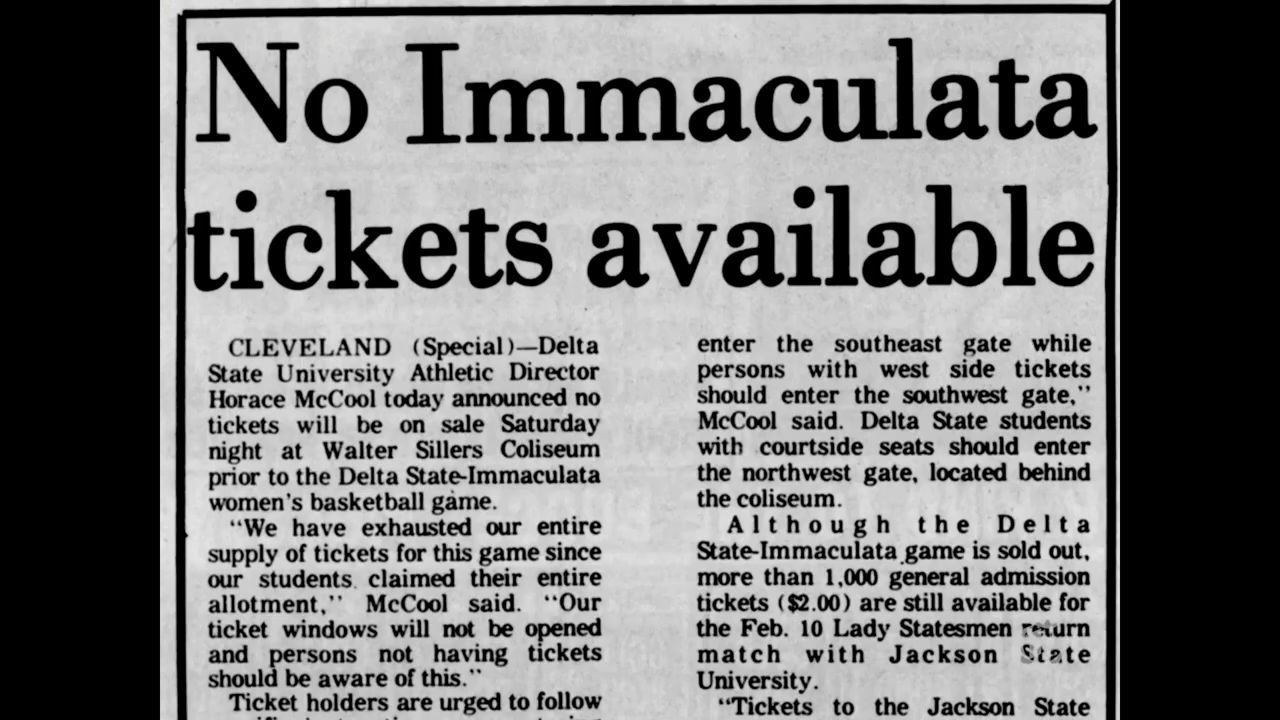 No Immaculata
tickets available
CLEVELAND (Special)—Delta
State University Athletic Director
Horace McCool today announced no
tickets will be on sale Saturday
night at Walter Sillers Coliseum
prior to the Delta State-Immaculata
women's basketball game.
"We have exhausted our entire
supply of tickets for this game since
our students claimed their entire
allotment," McCool said. "Our
ticket windows will not be opened
and persons not having tickets
should be aware of this."
Ticket holders are urged to follow
enter the southeast gate while
persons with west side tickets
should enter the southwest gate,"
McCool said. Delta State students
with courtside seats should enter
the northwest gate, located behind
the coliseum.
Although the Delta
State-Immaculata game is sold out,
more than 1,000 general admission
tickets ($2.00) are still available for
the Feb. 10 Lady Statesmen return
match with Jackson State
University.
"Tickets to the Jackson State